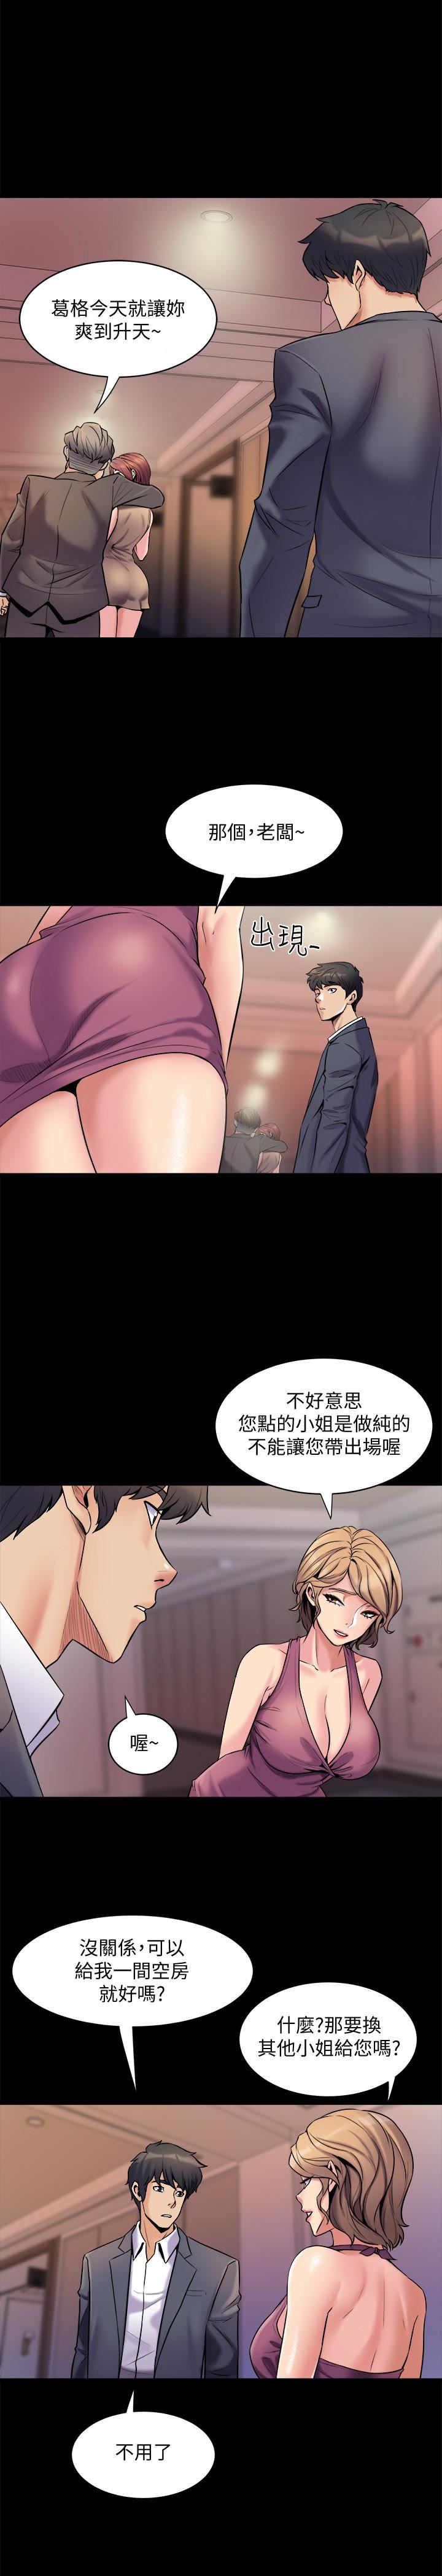 葛格今天就讓妳
爽到升天~
那個,老闆~
出現~
不好意思
您點的小姐是做純的
不能讓您帶出場喔
喔~
沒關係,可以
給我一間空房
就好嗎?
什麼?那要換
其他小姐給您嗎?
不用了